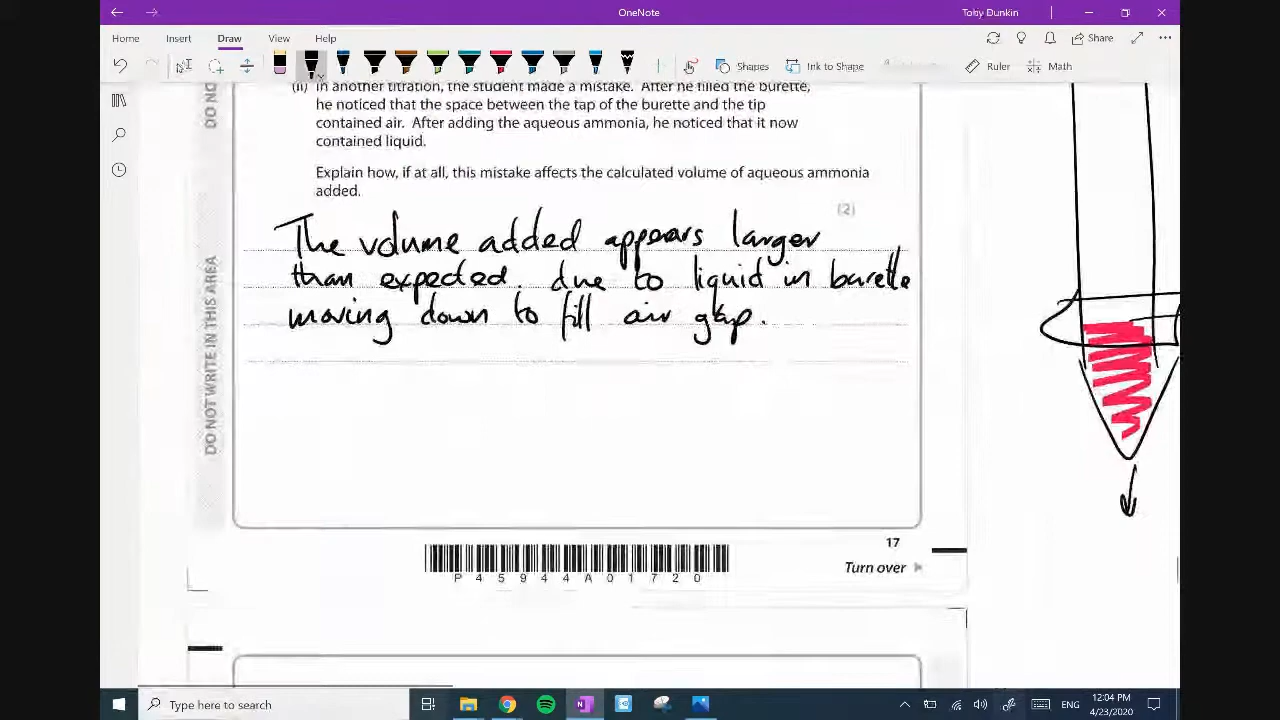 OneNote
Toby Dunkin
Home Insert Draw View Help
Share
Shapes Ink to Shape Ruler Math
(ii) In another titration, the student made a mistake. After he filled the burette,
he noticed that the space between the tap of the burette and the tip
contained air. After adding the aqueous ammonia, he noticed that it now
contained liquid.
Explain how, if at all, this mistake affects the calculated volume of aqueous ammonia
added.
(2)
The volume added appears larger
than expected. due to liquid in burette
moving down to fill air gap.
DO NO
DO NOT WRITE IN THIS AREA
17
P 4 5 9 4 4 A 0 1 7 2 0
Turn over
Type here to search
ENG
12:04 PM
4/23/2020